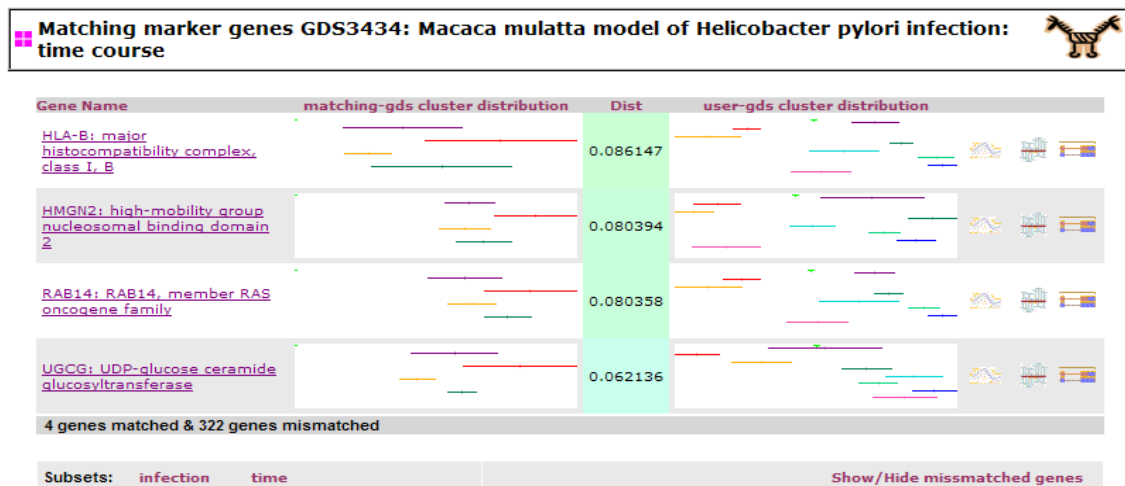 Matching marker genes GDS3434: Macaca mulatta model of Helicobacter pylori infection:
time course
Gene Name matching-gds cluster distribution Dist user-gds cluster distribution
HLA-B: major
histocompatibility complex,
class I, B
0.086147
HMGN2: high-mobility group
nucleosomal binding domain
2
0.080394
RAB14: RAB14, member RAS
oncogene family
0.080358
UGCG: UDP-glucose ceramide
glucosyltransferase
0.062136
4 genes matched & 322 genes mismatched
Subsets: infection time Show/Hide missmatched genes